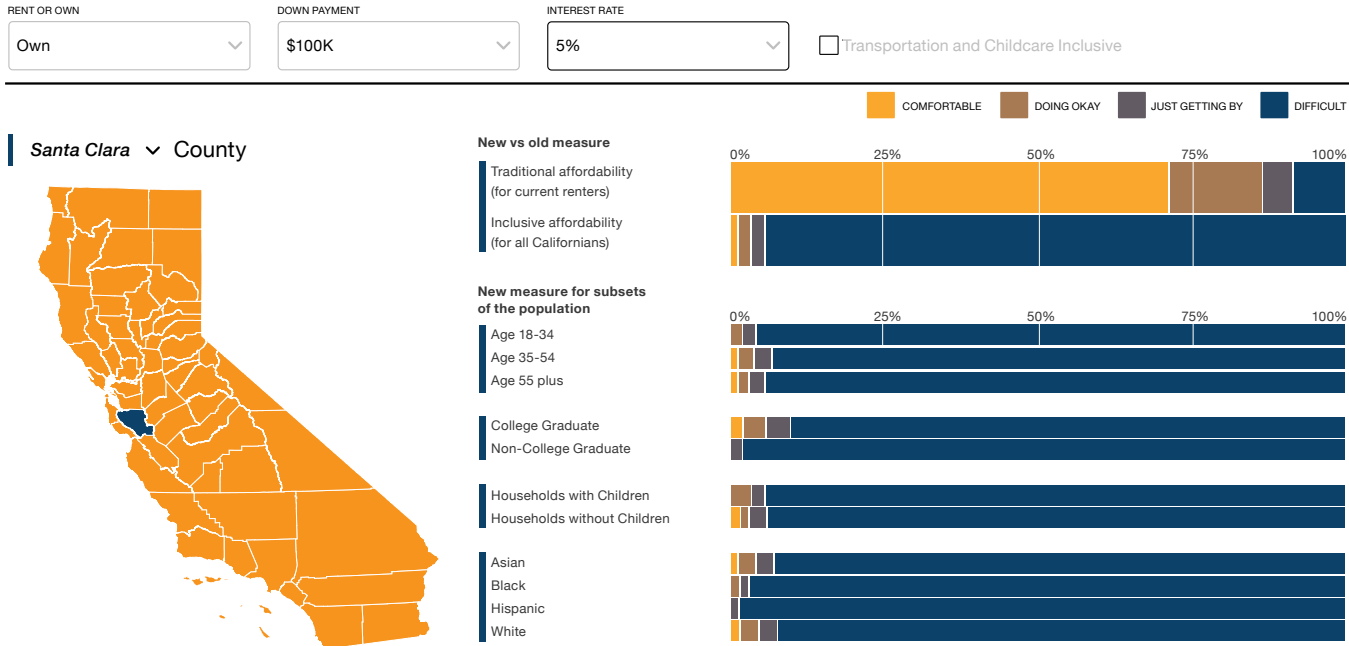 RENT OR OWN
DOWN PAYMENT
INTEREST RATE
Own
$100K
5%
Transportation and Childcare Inclusive
COMFORTABLE
DOING OKAY
JUST GETTING BY
DIFFICULT
Santa Clara County
New vs old measure
0% 25% 50% 75% 100%
Traditional affordability
(for current renters)
Inclusive affordability
(for all Californians)
New measure for subsets
of the population
0% 25% 50% 75% 100%
Age 18-34
Age 35-54
Age 55 plus
College Graduate
Non-College Graduate
Households with Children
Households without Children
Asian
Black
Hispanic
White